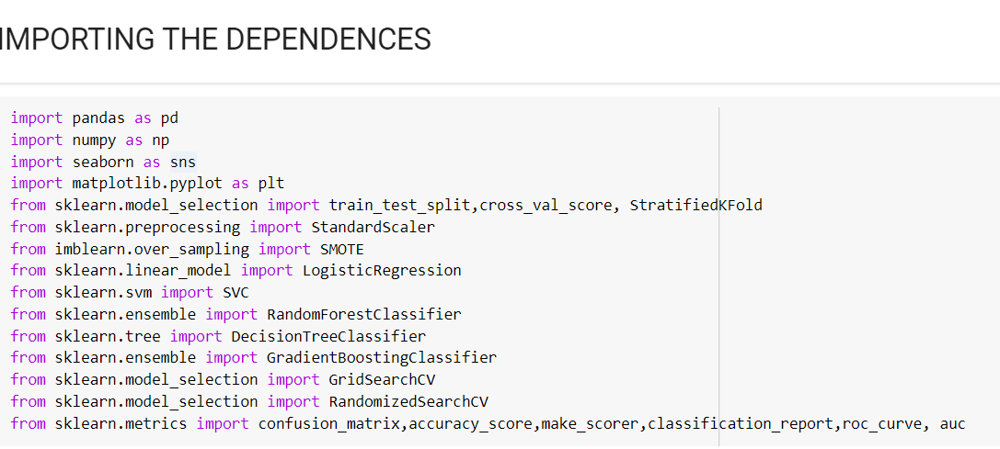 IMPORTING THE DEPENDENCES
import pandas as pd
import numpy as np
import seaborn as sns
import matplotlib.pyplot as plt
from sklearn.model_selection import train_test_split,cross_val_score, StratifiedKFold
from sklearn.preprocessing import StandardScaler
from imblearn.over_sampling import SMOTE
from sklearn.linear_model import LogisticRegression
from sklearn.svm import SVC
from sklearn.ensemble import RandomForestClassifier
from sklearn.tree import DecisionTreeClassifier
from sklearn.ensemble import GradientBoostingClassifier
from sklearn.model_selection import GridSearchCV
from sklearn.model_selection import RandomizedSearchCV
from sklearn.metrics import confusion_matrix,accuracy_score,make_scorer,classification_report,roc_curve, auc